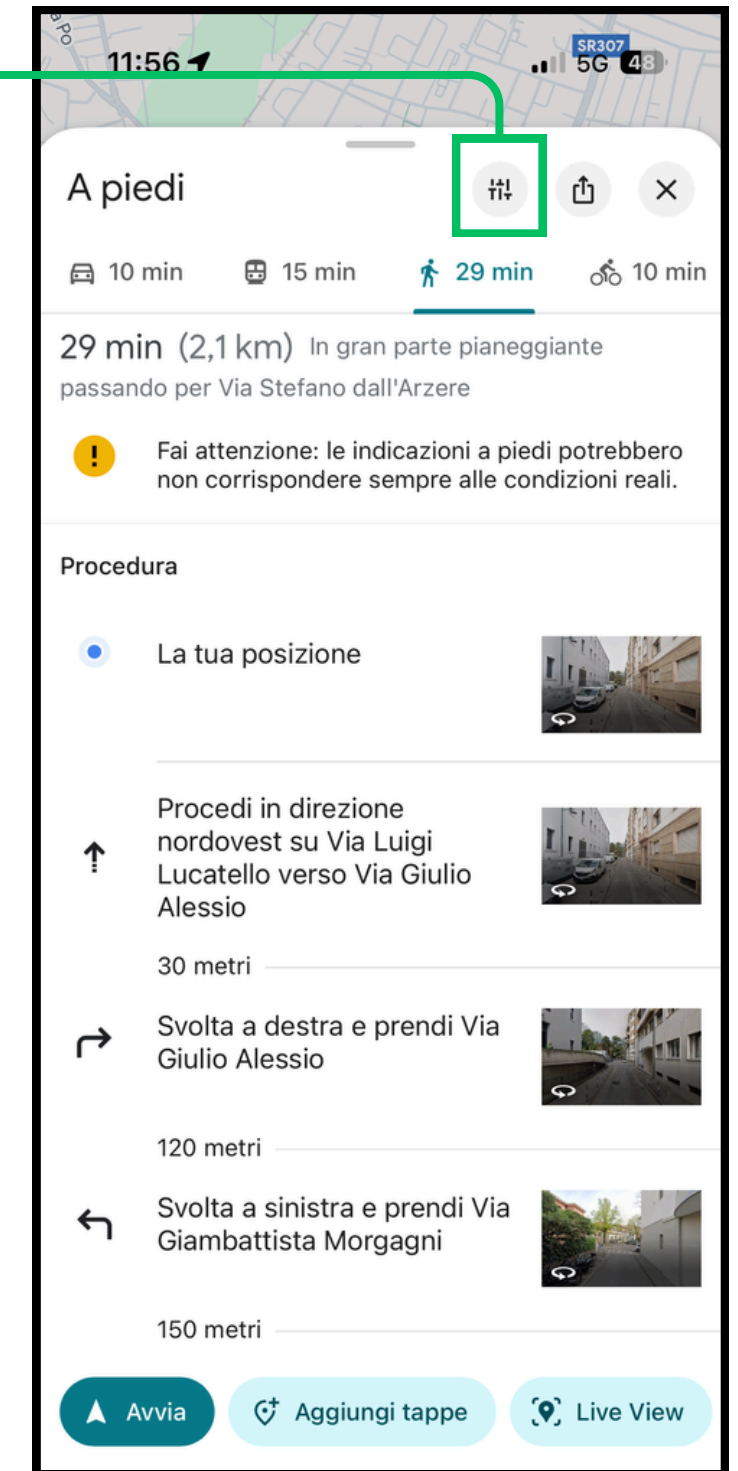 a Po
11:56
SR307
5G 48
A piedi
10 min 15 min 29 min 10 min
29 min (2,1 km) In gran parte pianeggiante
passando per Via Stefano dall'Arzere
Fai attenzione: le indicazioni a piedi potrebbero
non corrispondere sempre alle condizioni reali.
Procedura
La tua posizione
Procedi in direzione
nordovest su Via Luigi
Lucatello verso Via Giulio
Alessio
30 metri
Svolta a destra e prendi Via
Giulio Alessio
120 metri
Svolta a sinistra e prendi Via
Giambattista Morgagni
150 metri
Avvia Aggiungi tappe Live View